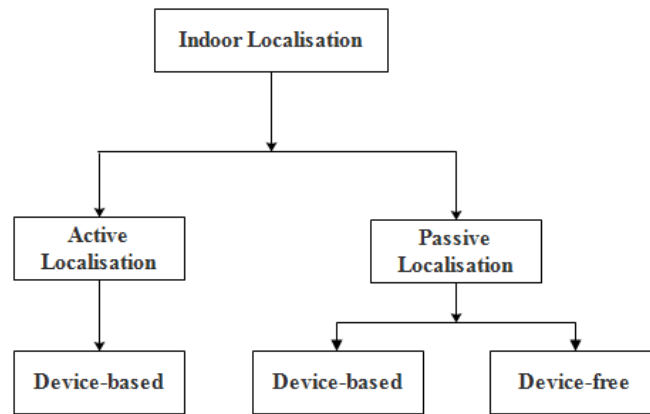 Indoor Localisation
Active
Localisation
Passive
Localisation
Device-based
Device-based
Device-free